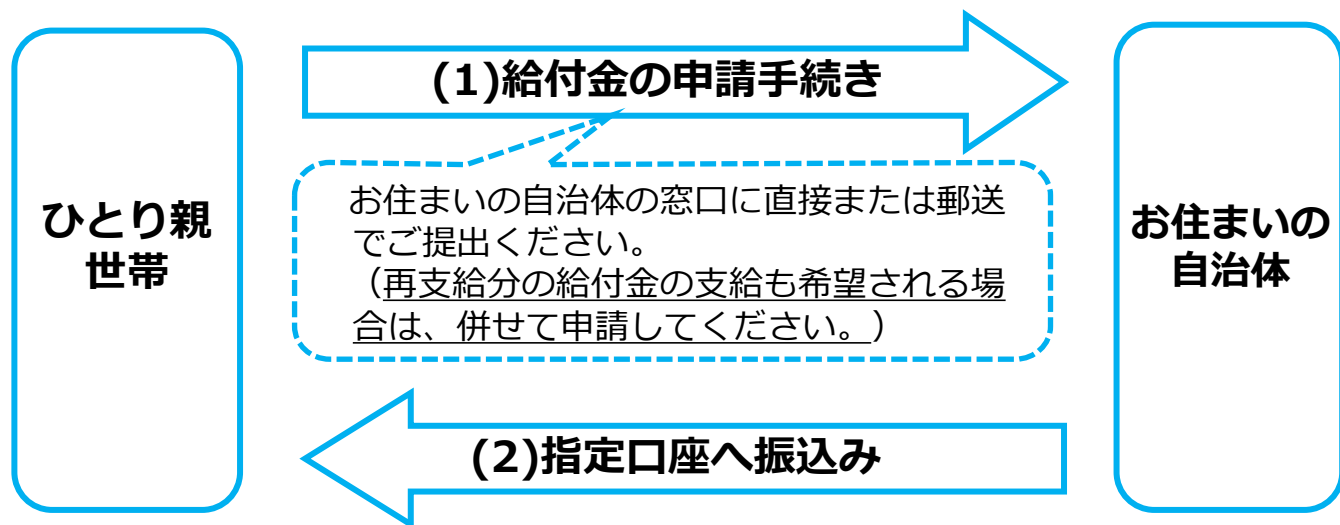 (1)給付金の申請手続き
ひとり親
世帯
お住まいの自治体の窓口に直接または郵送
でご提出ください。
（再支給分の給付金の支給も希望される場
合は、併せて申請してください。）
お住まいの
自治体
(2)指定口座へ振込み